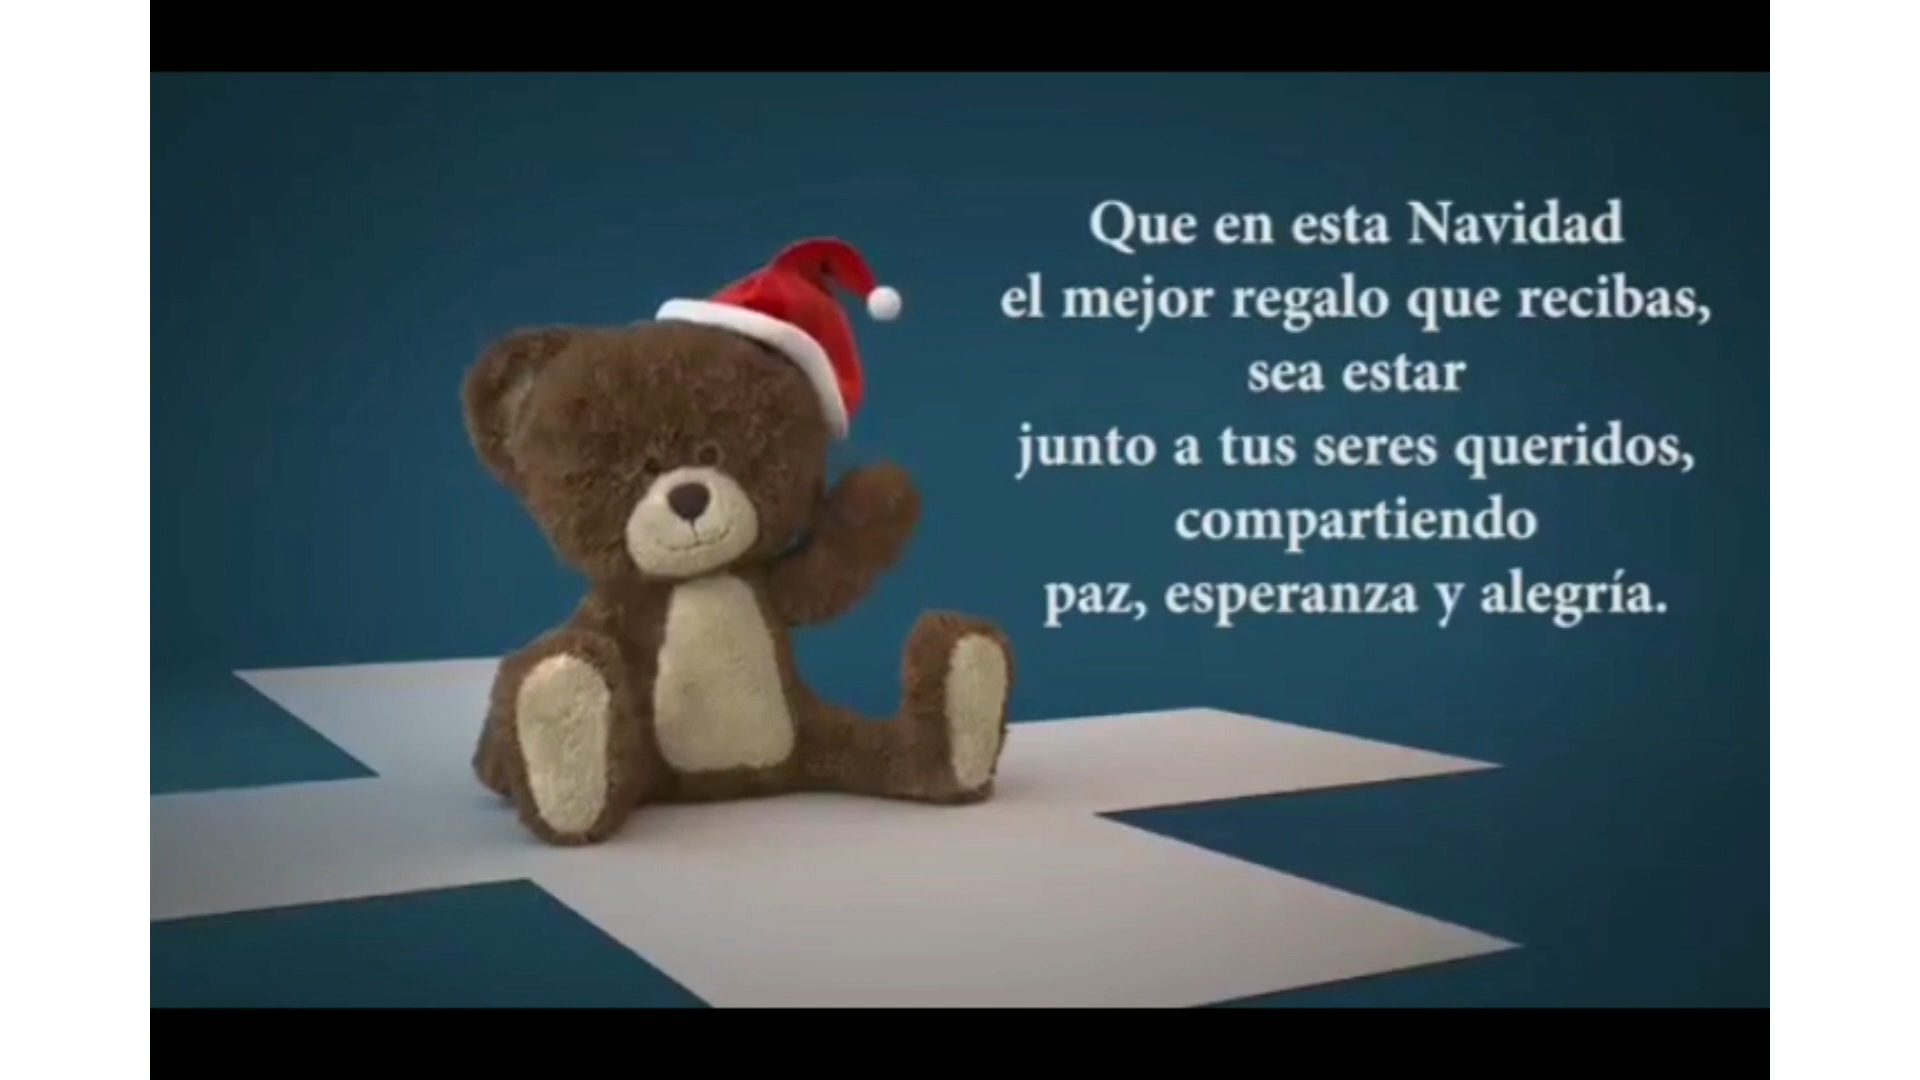 Que en esta Navidad
el mejor regalo que recibas,
sea estar
junto a tus seres queridos,
compartiendo
paz, esperanza y alegría.